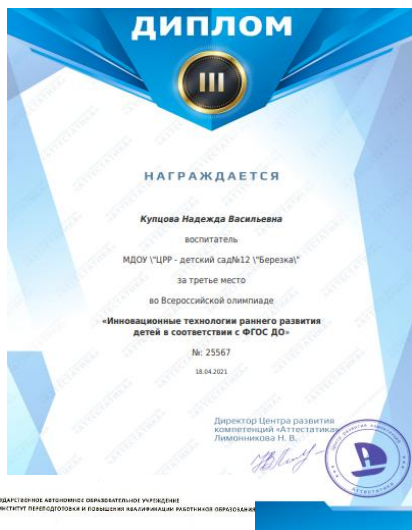 ДИПЛОМ
III
НАГРАЖДАЕТСЯ
Купцова Надежда Васильевна
воспитатель
МДОУ \"ЦРР - детский сад№12 \"Березка\"
за третье место
во Всероссийской олимпиаде
«Инновационные технологии раннего развития
детей в соответствии с ФГОС ДО»
№: 25567
18.04.2021
Директор Центра развития
компетенций «Аттестатика»
Лимонникова Н. В.
АТТЕСТАТИКА
ДАРСТВЕННОЕ АВТОНОМНОЕ ОБРАЗОВАТЕЛЬНОЕ УЧРЕЖДЕНИЕ
ИНСТИТУТ ПЕРЕПОДГОТОВКИ И ПОВЫШЕНИЯ КВАЛИФИКАЦИИ РАБОТНИКОВ ОБРАЗОВАНИЯ